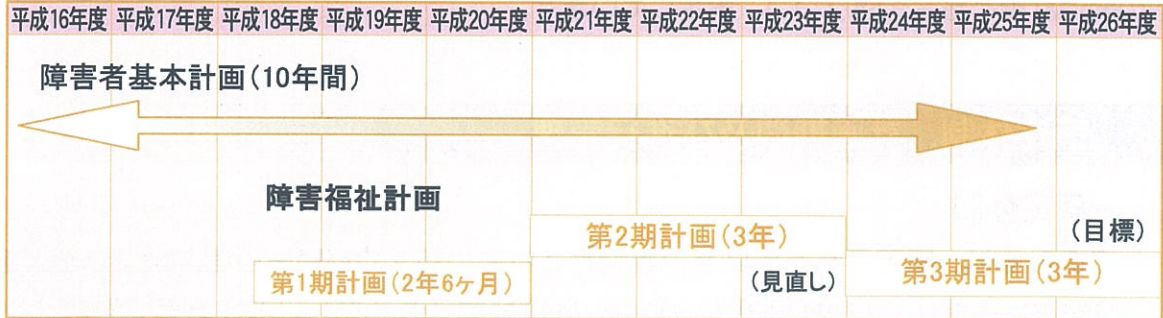 平成16年度 平成17年度 平成18年度 平成19年度 平成20年度 平成21年度 平成22年度 平成23年度 平成24年度 平成25年度 平成26年度
障害者基本計画(10年間)
障害福祉計画
第2期計画(3年)
(目標)
第1期計画(2年6ヶ月)
(見直し)
第3期計画(3年)